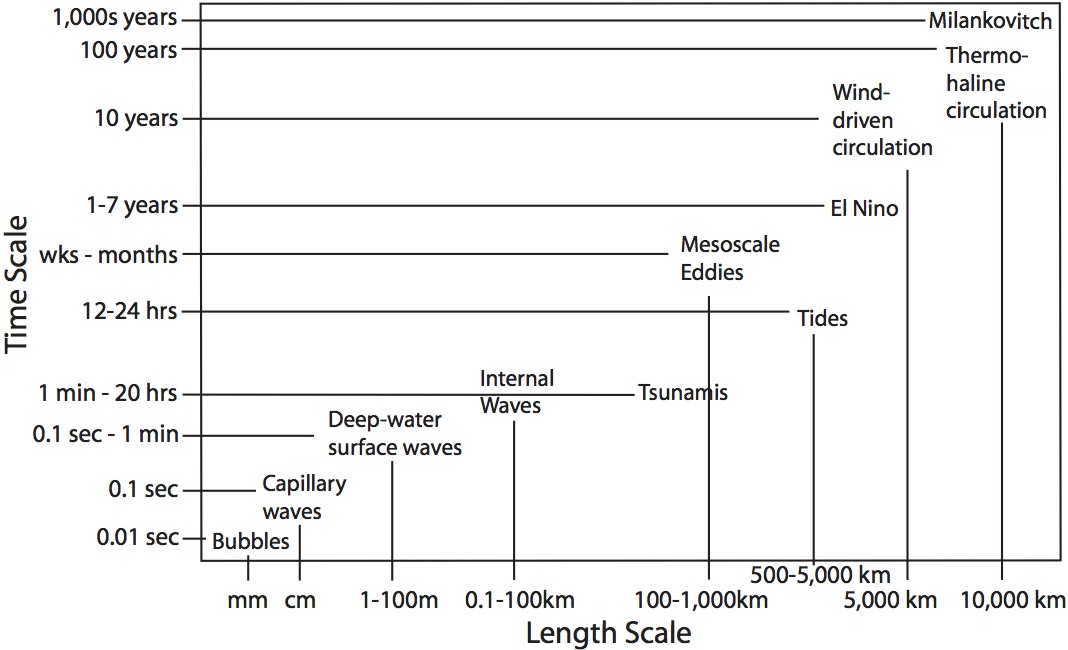 1,000s years
Milankovitch
100 years
Thermo-
haline
circulation
Wind-
driven
circulation
10 years
1-7 years
El Nino
wks - months
Mesoscale
Eddies
12-24 hrs
Tides
1 min - 20 hrs
Internal
Waves
Tsunamis
0.1 sec - 1 min
Deep-water
surface waves
0.1 sec
Capillary
waves
0.01 sec
Bubbles
Time Scale
mm
cm
1-100m
0.1-100km
100-1,000km
500-5,000 km
5,000 km
10,000 km
Length Scale